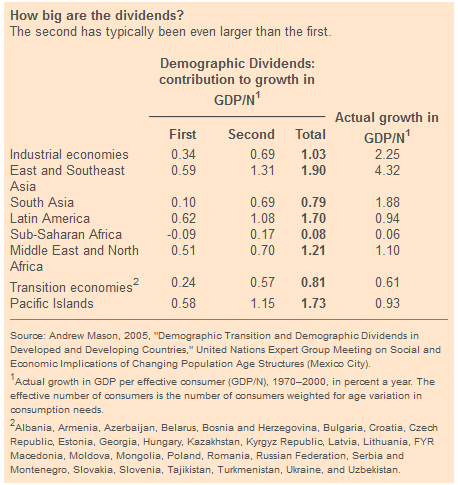 How big are the dividends?
The second has typically been even larger than the first.
Demographic Dividends:
contribution to growth in
GDP/N1
Actual growth in
GDP/N1
First Second Total
Industrial economies 0.34 0.69 1.03 2.25
East and Southeast
Asia 0.59 1.31 1.90 4.32
South Asia 0.10 0.69 0.79 1.88
Latin America 0.62 1.08 1.70 0.94
Sub-Saharan Africa -0.09 0.17 0.08 0.06
Middle East and North
Africa 0.51 0.70 1.21 1.10
Transition economies2 0.24 0.57 0.81 0.61
Pacific Islands 0.58 1.15 1.73 0.93
Source: Andrew Mason, 2005, "Demographic Transition and Demographic Dividends in
Developed and Developing Countries," United Nations Expert Group Meeting on Social and
Economic Implications of Changing Population Age Structures (Mexico City).
1Actual growth in GDP per effective consumer (GDP/N), 1970–2000, in percent a year. The
effective number of consumers is the number of consumers weighted for age variation in
consumption needs.
2Albania, Armenia, Azerbaijan, Belarus, Bosnia and Herzegovina, Bulgaria, Croatia, Czech
Republic, Estonia, Georgia, Hungary, Kazakhstan, Kyrgyz Republic, Latvia, Lithuania, FYR
Macedonia, Moldova, Mongolia, Poland, Romania, Russian Federation, Serbia and
Montenegro, Slovakia, Slovenia, Tajikistan, Turkmenistan, Ukraine, and Uzbekistan.